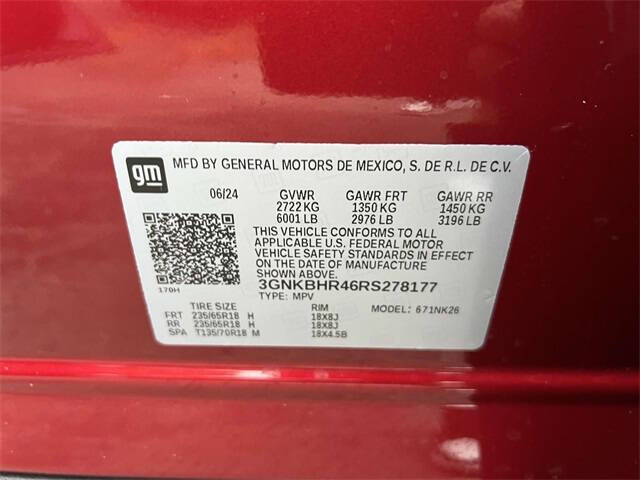 gm MFD BY GENERAL MOTORS DE MEXICO, S. DE R.L. DE C.V.
06/24 GVWR GAWR FRT GAWR RR
2722 KG 1350 KG 1450 KG
6001 LB 2976 LB 3196 LB
THIS VEHICLE CONFORMS TO ALL
APPLICABLE U.S. FEDERAL MOTOR
VEHICLE SAFETY STANDARDS IN EFFECT
ON THE DATE OF MANUFACTURE
SHOWN ABOVE.
170H 3GNKBHR46RS278177
TYPE: MPV MODEL: 671NK26
TIRE SIZE RIM
FRT 235/65R18 H 18X8J
RR 235/65R18 H 18X8J
SPA T135/70R18 M 18X4.5B